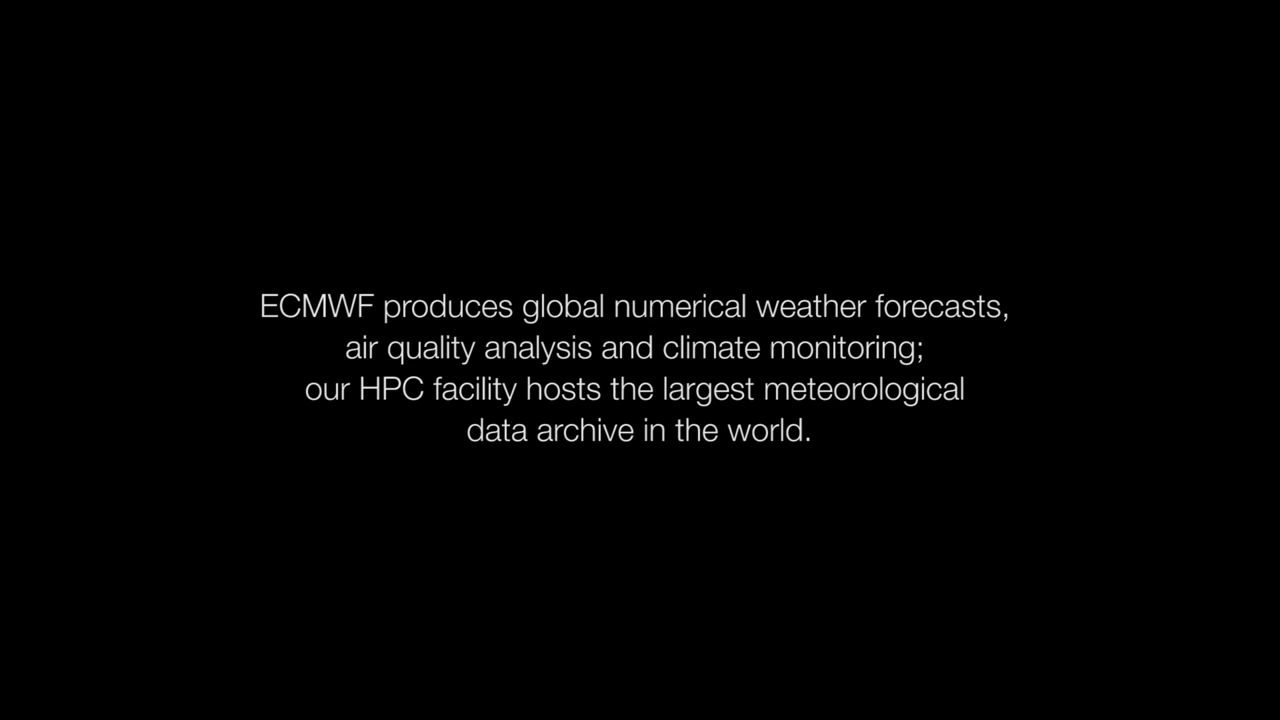 ECMWF produces global numerical weather forecasts,
air quality analysis and climate monitoring;
our HPC facility hosts the largest meteorological
data archive in the world.